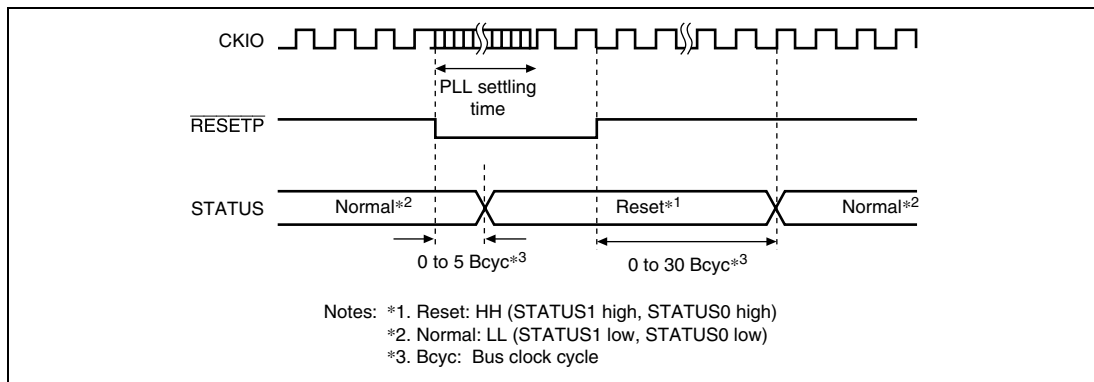 CKIO
PLL settling
time
RESETP
STATUS
Normal*2
Reset*1
Normal*2
0 to 5 Bcyc*3
0 to 30 Bcyc*3
Notes: *1. Reset: HH (STATUS1 high, STATUS0 high)
*2. Normal: LL (STATUS1 low, STATUS0 low)
*3. Bcyc: Bus clock cycle